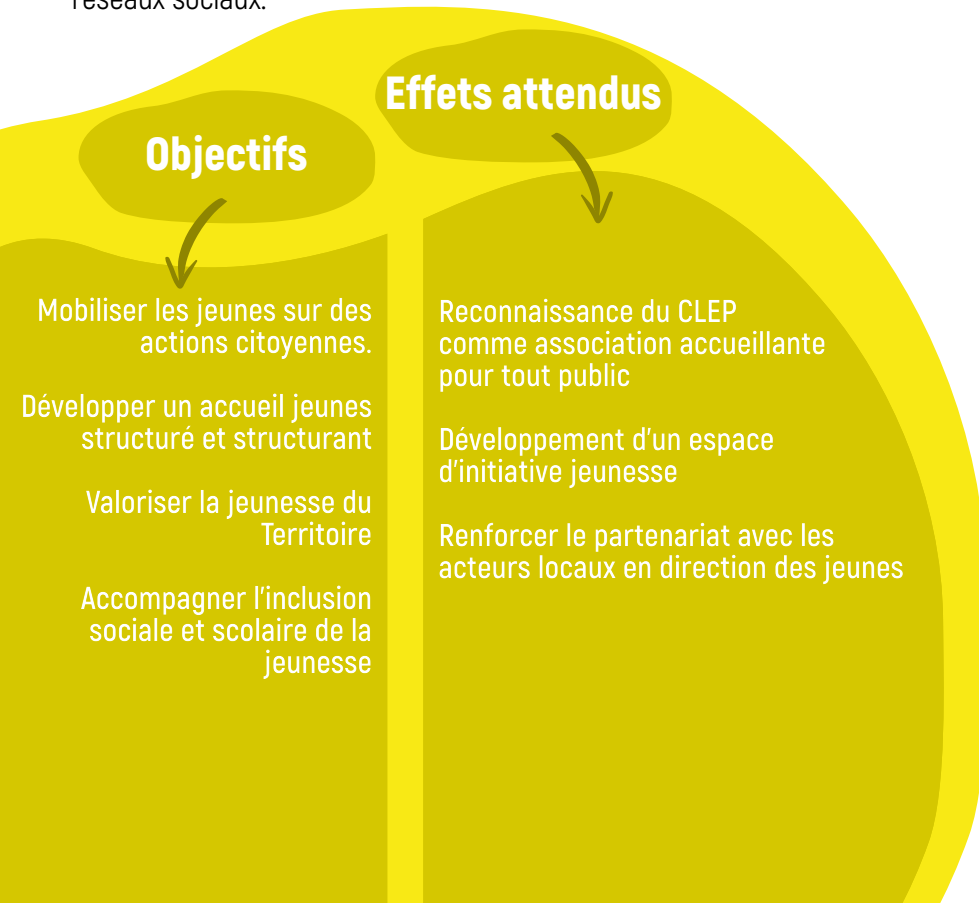 réseaux sociaux.
Effets attendus
Objectifs
Mobiliser les jeunes sur des
actions citoyennes.
Développer un accueil jeunes
structuré et structurant
Valoriser la jeunesse du
Territoire
Accompagner l'inclusion
sociale et scolaire de la
jeunesse
Reconnaissance du CLEP
comme association accueillante
pour tout public
Développement d'un espace
d'initiative jeunesse
Renforcer le partenariat avec les
acteurs locaux en direction des jeunes